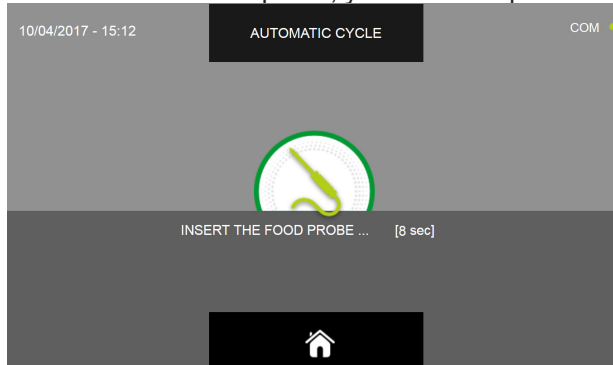 10/04/2017 - 15:12
AUTOMATIC CYCLE
COM
INSERT THE FOOD PROBE ... [8 sec]